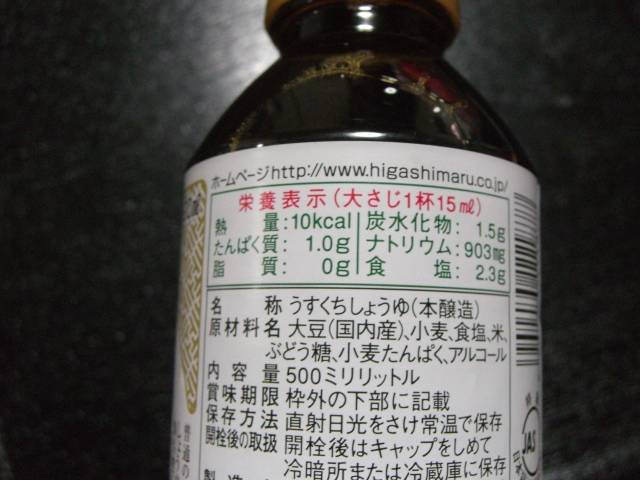 ホームページhttp://www.higashimaru.co.jp/
栄養表示(大さじ1杯15ml)
熱 量:10kcal 炭水化物: 1.5g
たんぱく質: 1.0g ナトリウム:903mg
脂 質: 0g 食 塩: 2.3g
名 称 うすくちしょうゆ(本醸造)
原材料名 大豆(国内産)、小麦、食塩、米、
ぶどう糖、小麦たんぱく、アルコール
内容量 500ミリリットル
賞味期限 枠外の下部に記載
保存方法 直射日光をさけ常温で保存
開栓後の取扱 開栓後はキャップをしめて
冷暗所または冷蔵庫に保存
普通の
JAS